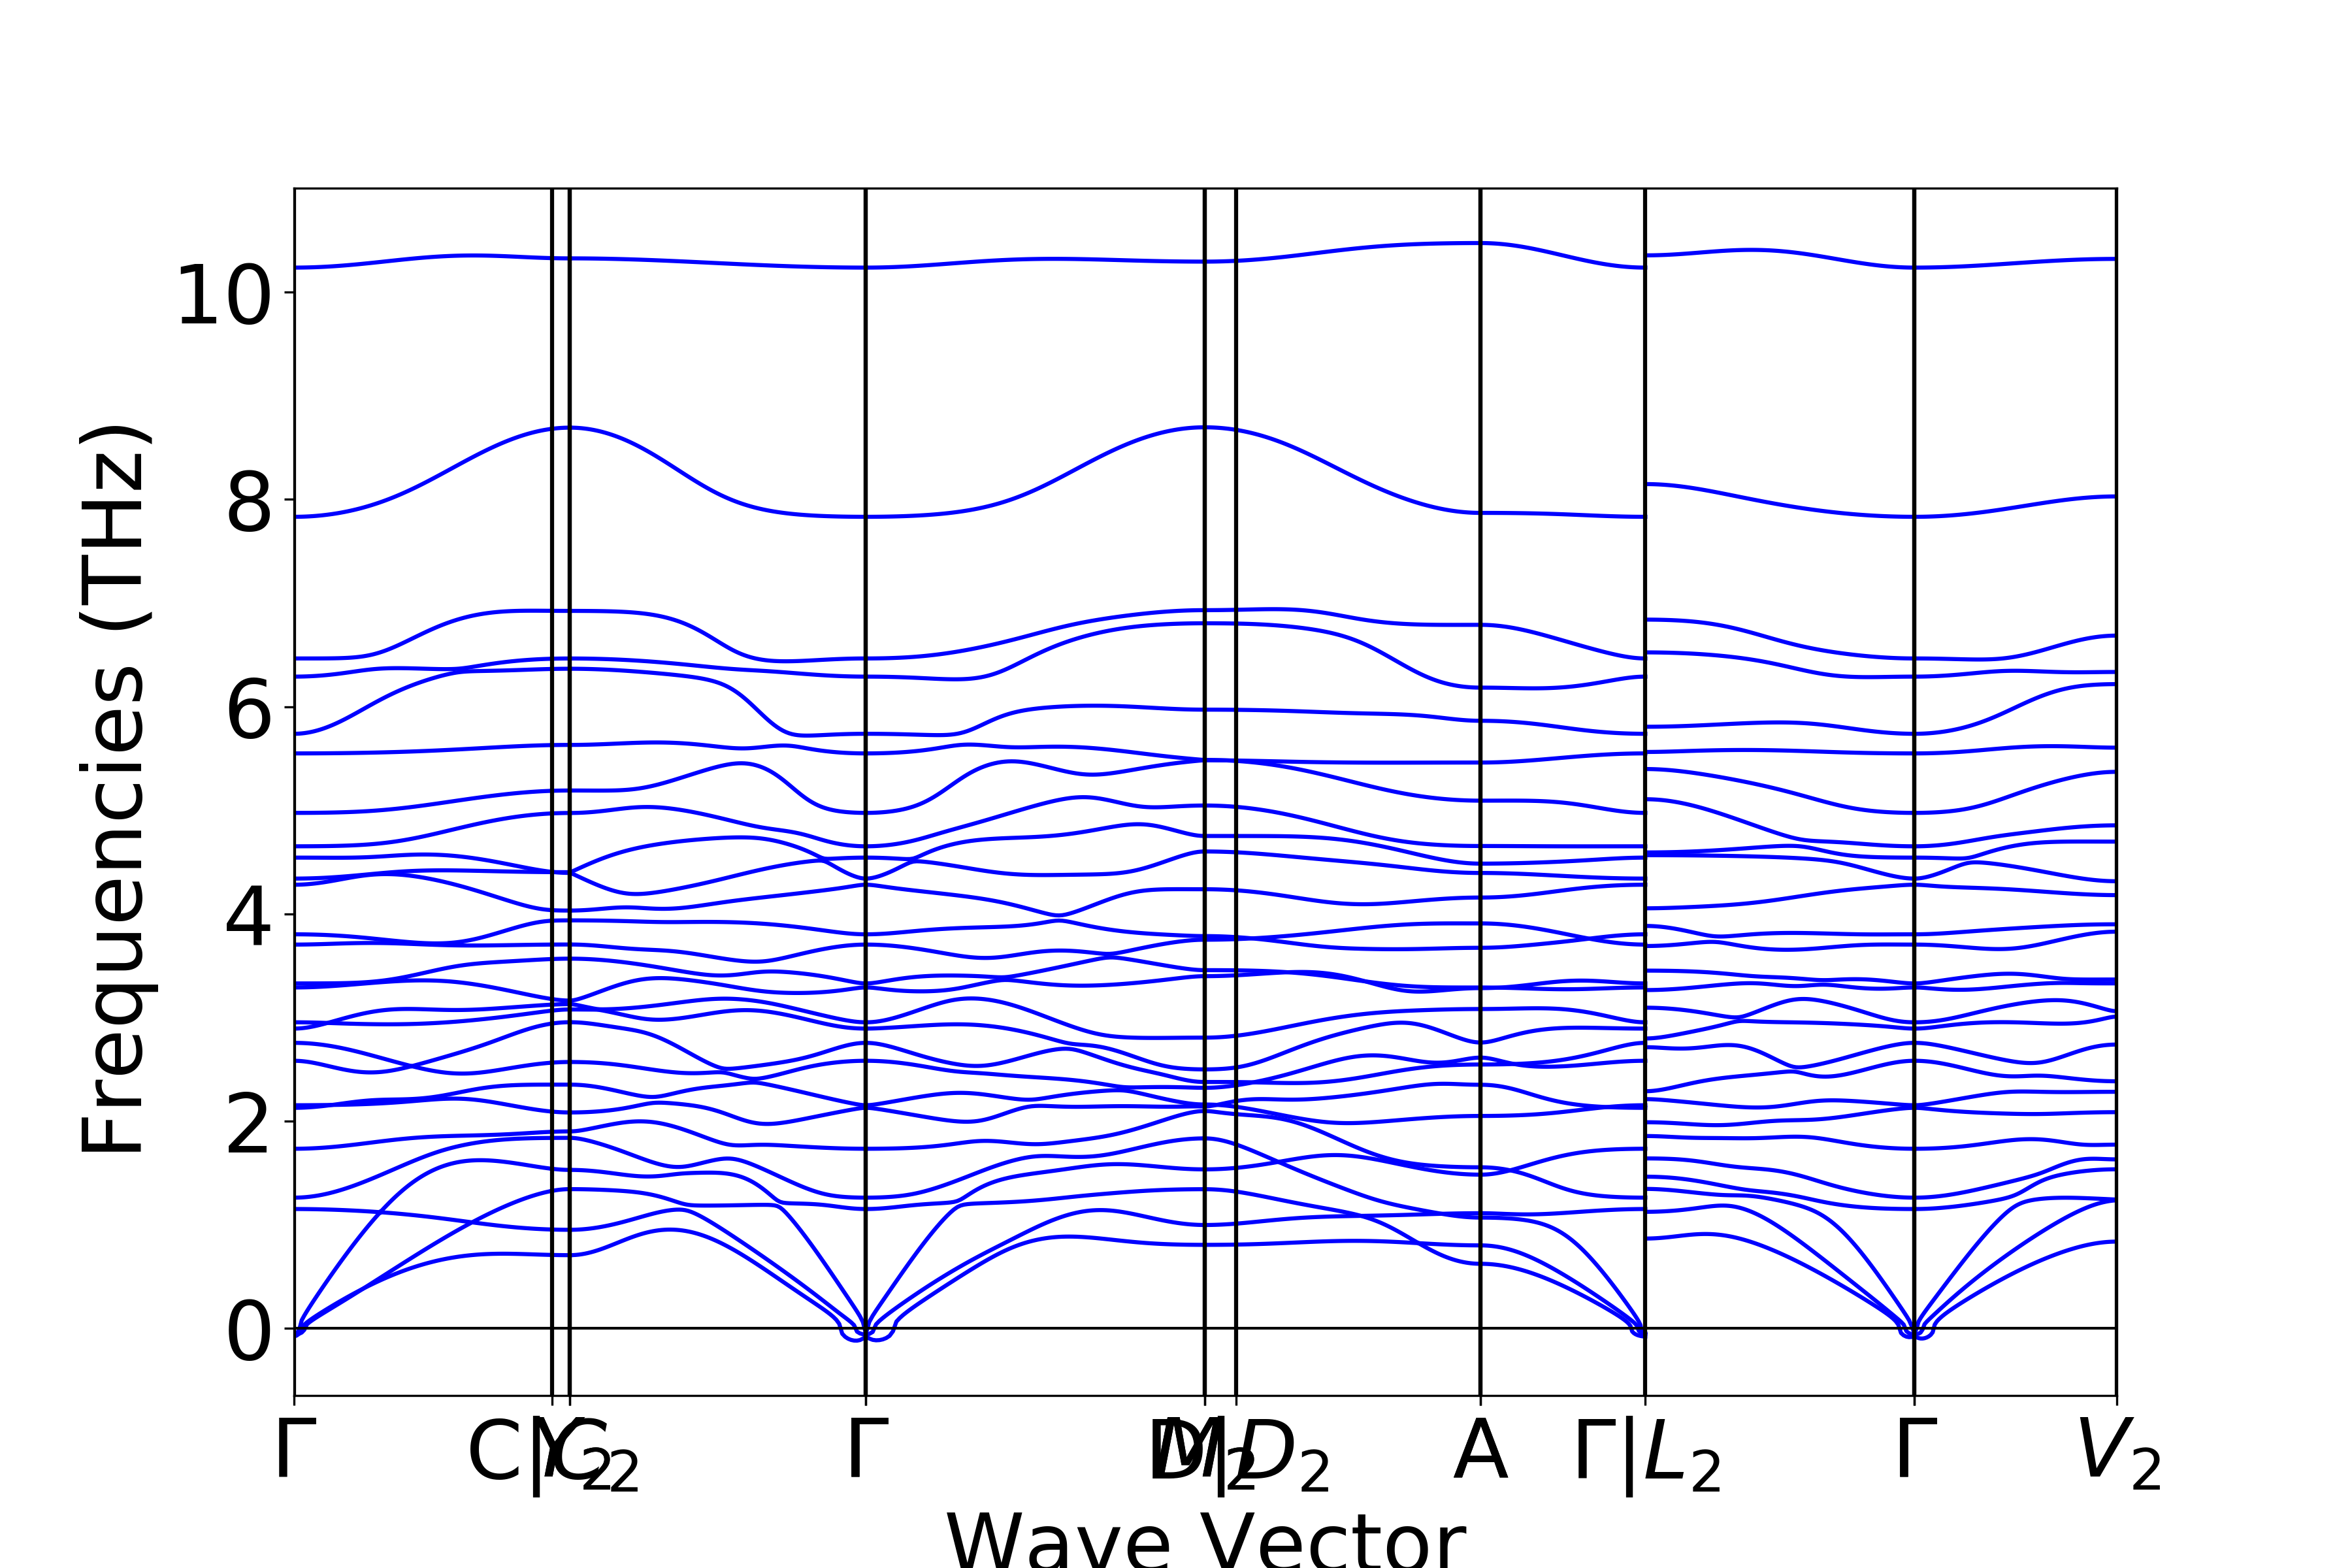 Frequencies (THz)
10
8
6
4
2
0
Γ C|Y₂ C₂ Γ M₂ D|D₂ A Γ|L₂ Γ V₂
Wave Vector